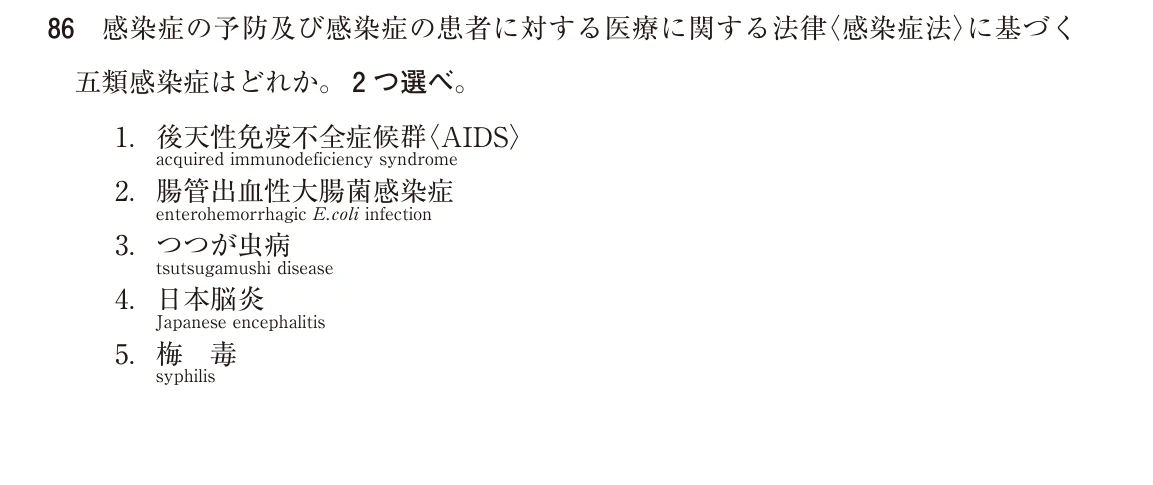 86 感染症の予防及び感染症の患者に対する医療に関する法律〈感染症法〉に基づく
五類感染症はどれか。2つ選べ。
1. 後天性免疫不全症候群〈AIDS〉
acquired immunodeficiency syndrome
2. 腸管出血性大腸菌感染症
enterohemorrhagic E.coli infection
3. つつが虫病
tsutsugamushi disease
4. 日本脳炎
Japanese encephalitis
5. 梅　毒
syphilis